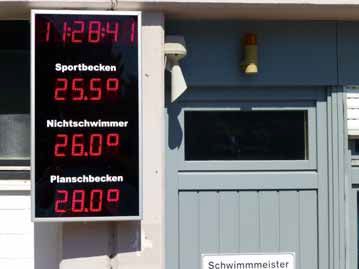 11:28:41
Sportbecken
25.5°
Nichtschwimmer
26.0°
Planschbecken
28.0°
Schwimmmeister